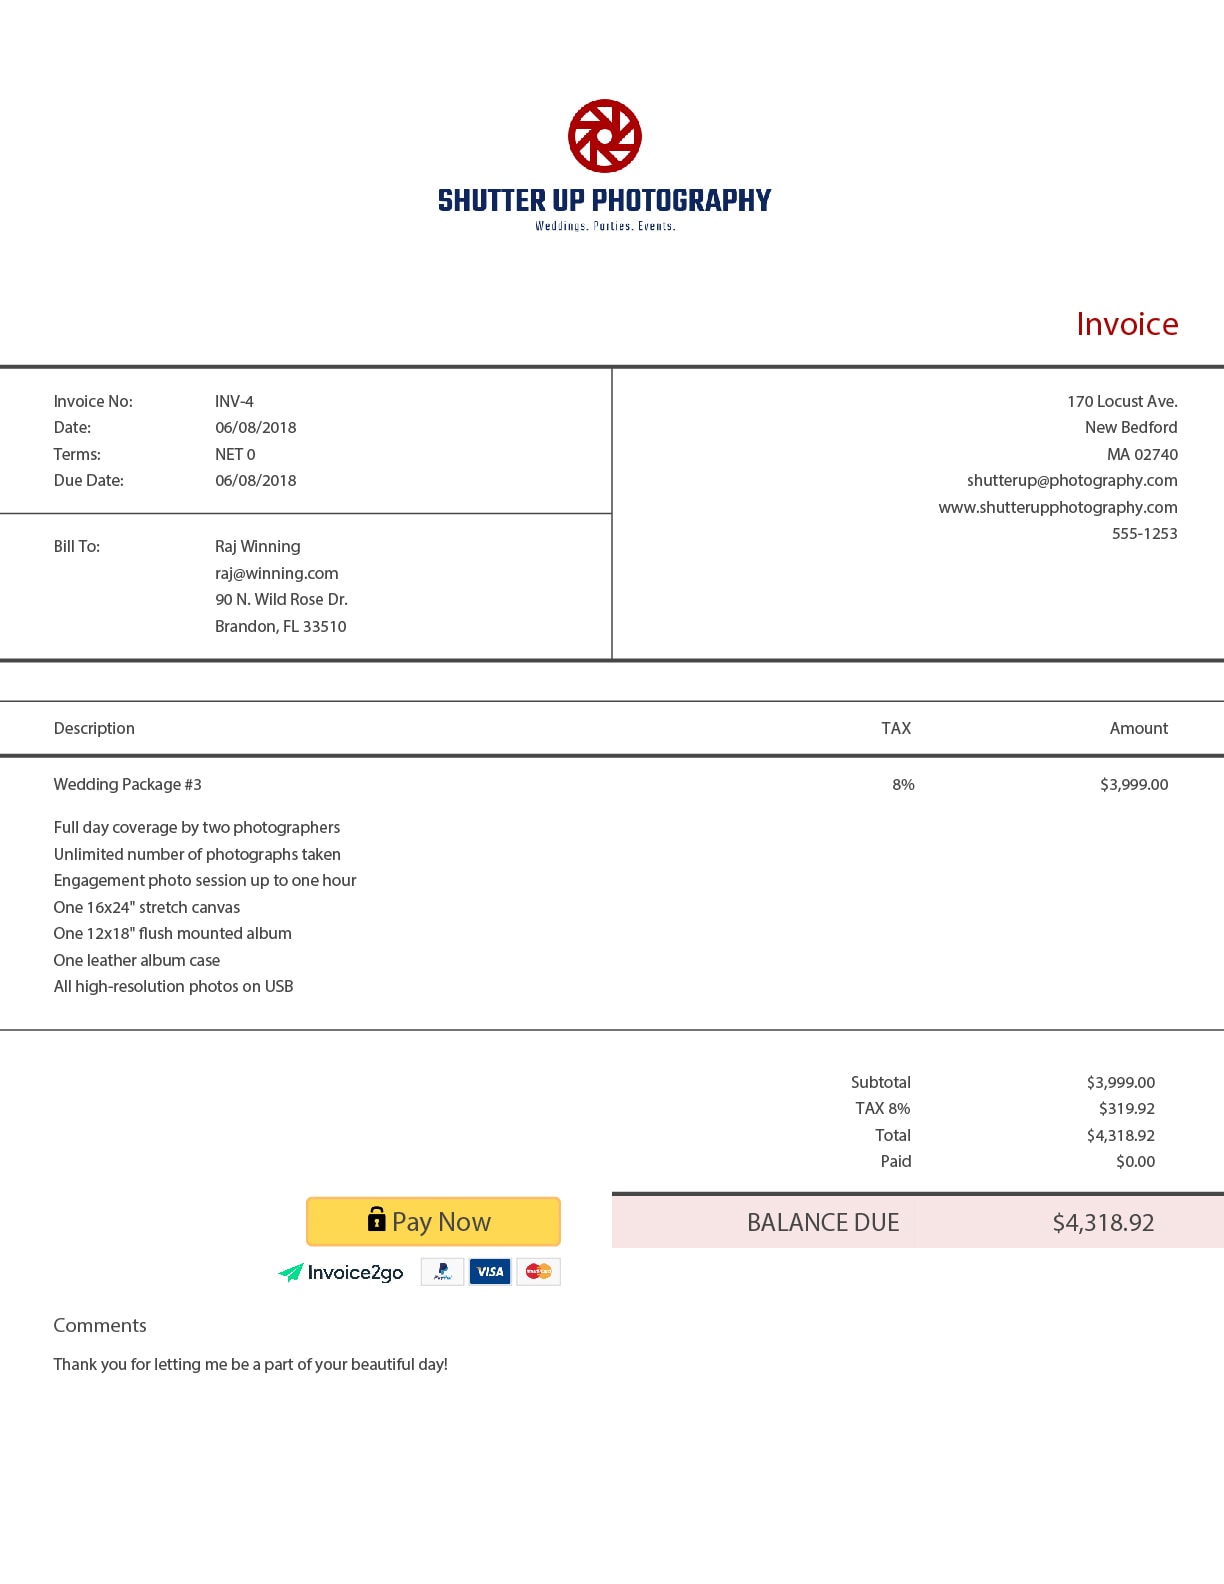 SHUTTER UP PHOTOGRAPHY
Weddings. Parties. Events.
Invoice
Invoice No: INV-4
Date: 06/08/2018
Terms: NET 0
Due Date: 06/08/2018
170 Locust Ave.
New Bedford
MA 02740
shutterup@photography.com
www.shutterupphotography.com
555-1253
Bill To: Raj Winning
raj@winning.com
90 N. Wild Rose Dr.
Brandon, FL 33510
Description TAX Amount
Wedding Package #3 8% $3,999.00
Full day coverage by two photographers
Unlimited number of photographs taken
Engagement photo session up to one hour
One 16x24" stretch canvas
One 12x18" flush mounted album
One leather album case
All high-resolution photos on USB
Subtotal $3,999.00
TAX 8% $319.92
Total $4,318.92
Paid $0.00
Pay Now
BALANCE DUE $4,318.92
Invoice2go PayPal VISA MasterCard
Comments
Thank you for letting me be a part of your beautiful day!